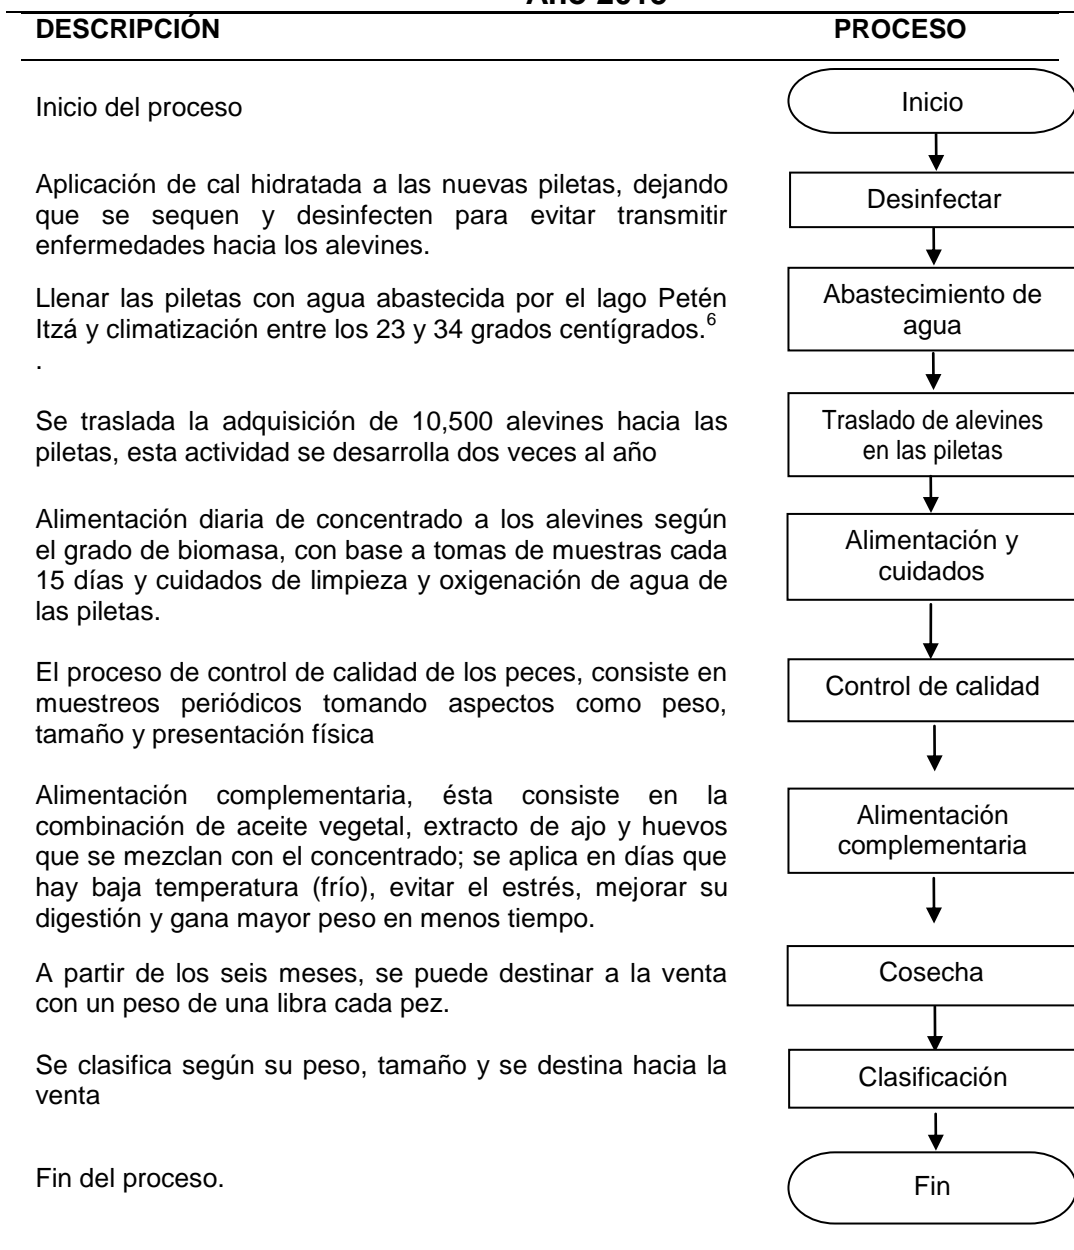 DESCRIPCIÓN PROCESO
Inicio del proceso
Inicio
Aplicación de cal hidratada a las nuevas piletas, dejando
que se sequen y desinfecten para evitar transmitir
enfermedades hacia los alevines.
Desinfectar
Llenar las piletas con agua abastecida por el lago Petén
Itzá y climatización entre los 23 y 34 grados centígrados.6
.
Abastecimiento de
agua
Se traslada la adquisición de 10,500 alevines hacia las
piletas, esta actividad se desarrolla dos veces al año
Traslado de alevines
en las piletas
Alimentación diaria de concentrado a los alevines según
el grado de biomasa, con base a tomas de muestras cada
15 días y cuidados de limpieza y oxigenación de agua de
las piletas.
Alimentación y
cuidados
El proceso de control de calidad de los peces, consiste en
muestreos periódicos tomando aspectos como peso,
tamaño y presentación física
Control de calidad
Alimentación complementaria, ésta consiste en la
combinación de aceite vegetal, extracto de ajo y huevos
que se mezclan con el concentrado; se aplica en días que
hay baja temperatura (frío), evitar el estrés, mejorar su
digestión y gana mayor peso en menos tiempo.
Alimentación
complementaria
A partir de los seis meses, se puede destinar a la venta
con un peso de una libra cada pez.
Cosecha
Se clasifica según su peso, tamaño y se destina hacia la
venta
Clasificación
Fin del proceso.
Fin